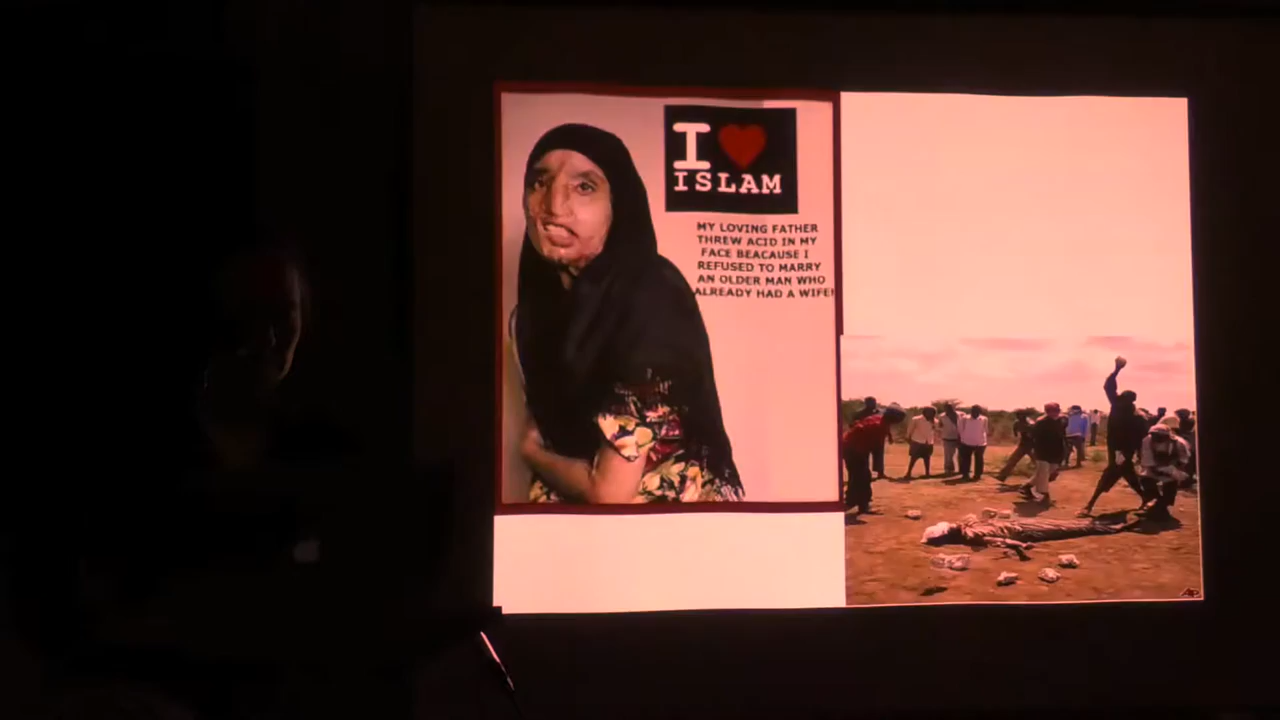 I
ISLAM
MY LOVING FATHER
THREW ACID IN MY
FACE BEACAUSE I
REFUSED TO MARRY
AN OLDER MAN WHO
ALREADY HAD A WIFE!
AP